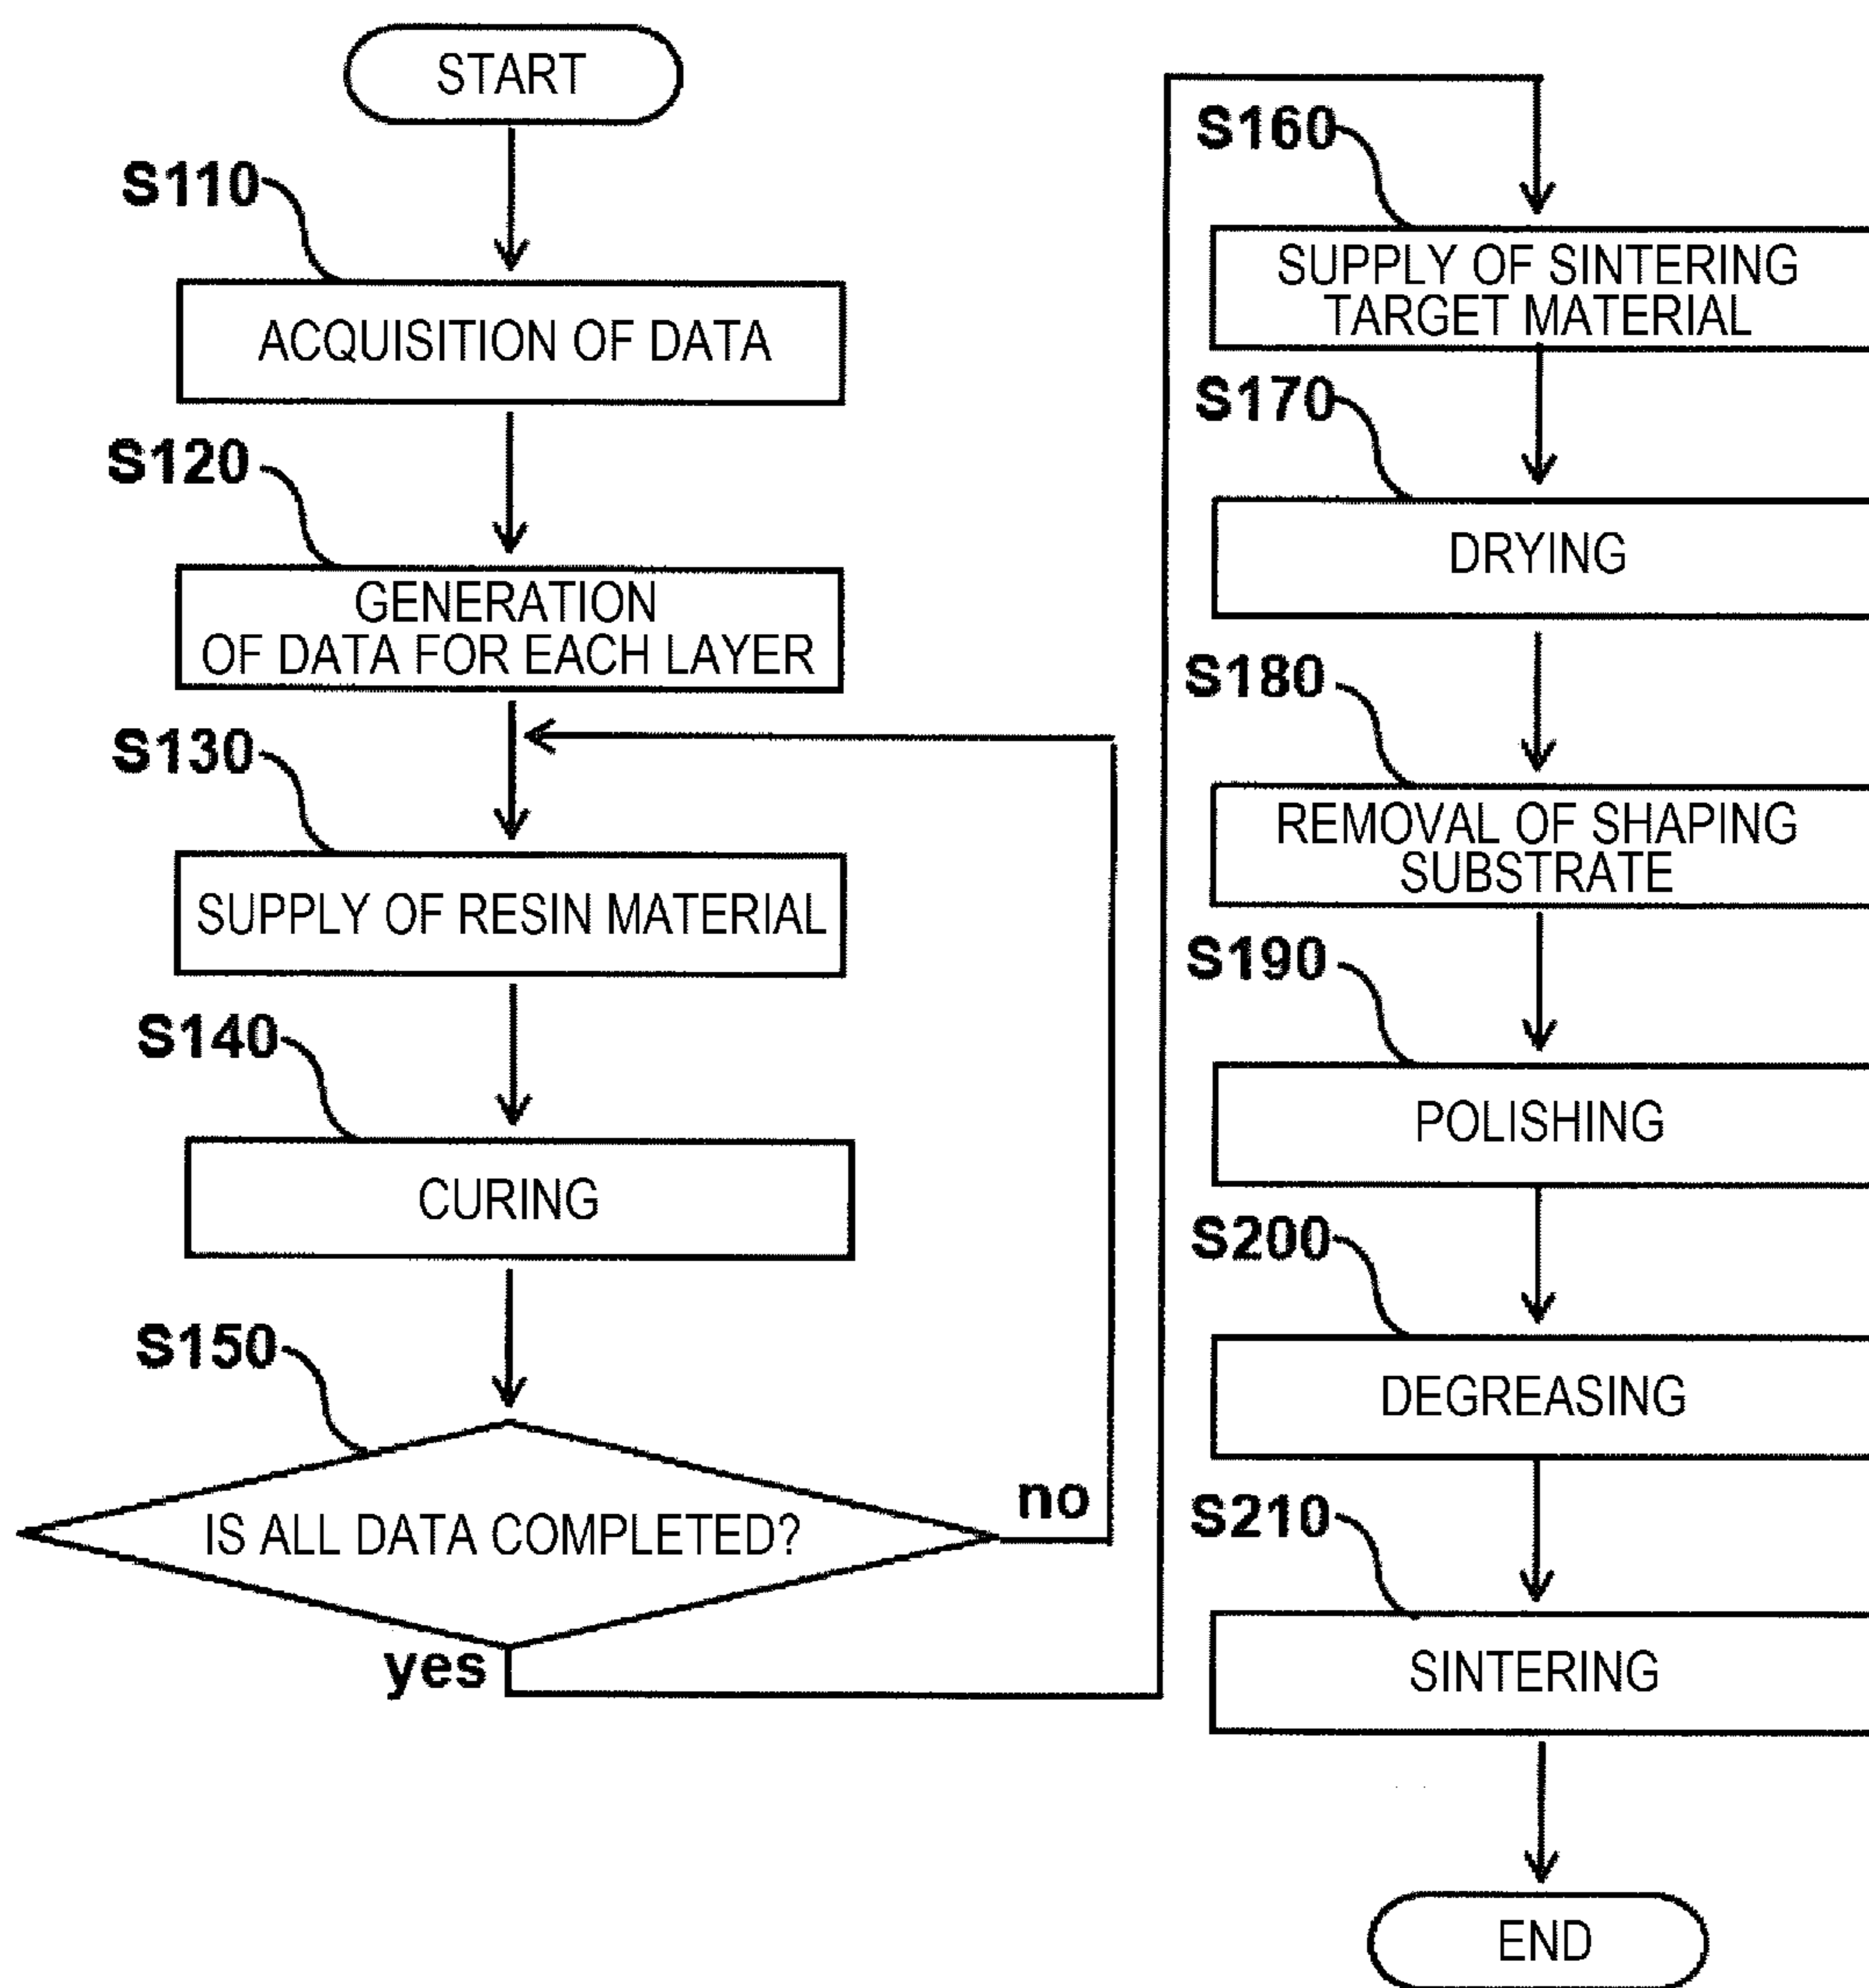 START
S110
ACQUISITION OF DATA
S120
GENERATION
OF DATA FOR EACH LAYER
S130
SUPPLY OF RESIN MATERIAL
S140
CURING
S150
IS ALL DATA COMPLETED?
no
yes
S160
SUPPLY OF SINTERING
TARGET MATERIAL
S170
DRYING
S180
REMOVAL OF SHAPING
SUBSTRATE
S190
POLISHING
S200
DEGREASING
S210
SINTERING
END